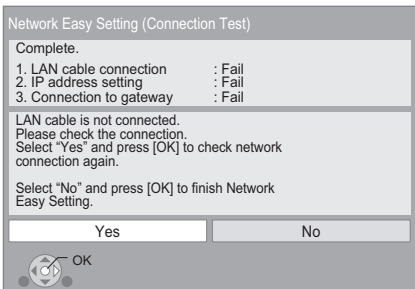 Network Easy Setting (Connection Test)
Complete.
1. LAN cable connection : Fail
2. IP address setting : Fail
3. Connection to gateway : Fail
LAN cable is not connected.
Please check the connection.
Select “Yes” and press [OK] to check network
connection again.
Select “No” and press [OK] to finish Network
Easy Setting.
Yes No
OK